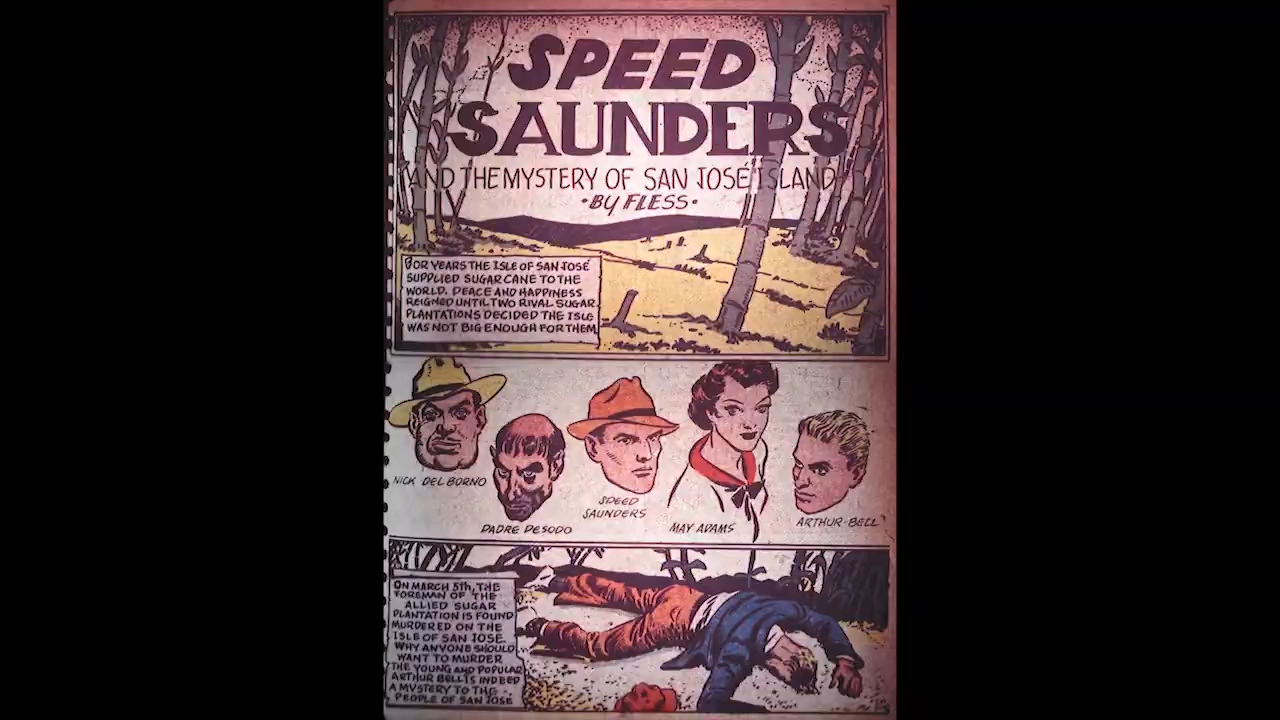 SPEED
SAUNDERS
AND THE MYSTERY OF SAN JOSÉ ISLAND
•BY FLESS•
FOR YEARS THE ISLE OF SAN JOSÉ
SUPPLIED SUGAR CANE TO THE
WORLD. PEACE AND HAPPINESS
REIGNED UNTIL TWO RIVAL SUGAR
PLANTATIONS DECIDED THE ISLE
WAS NOT BIG ENOUGH FOR THEM
NICK DEL BORNO
PADRE DESODO
SPEED
SAUNDERS
MAY ADAMS
ARTHUR BELL
ON MARCH 5th, THE
FOREMAN OF THE
ALLIED SUGAR
PLANTATION IS FOUND
MURDERED ON THE
ISLE OF SAN JOSE.
WHY ANYONE SHOULD
WANT TO MURDER
THE YOUNG AND POPULAR
ARTHUR BELL IS INDEED
A MYSTERY TO THE
PEOPLE OF SAN JOSE